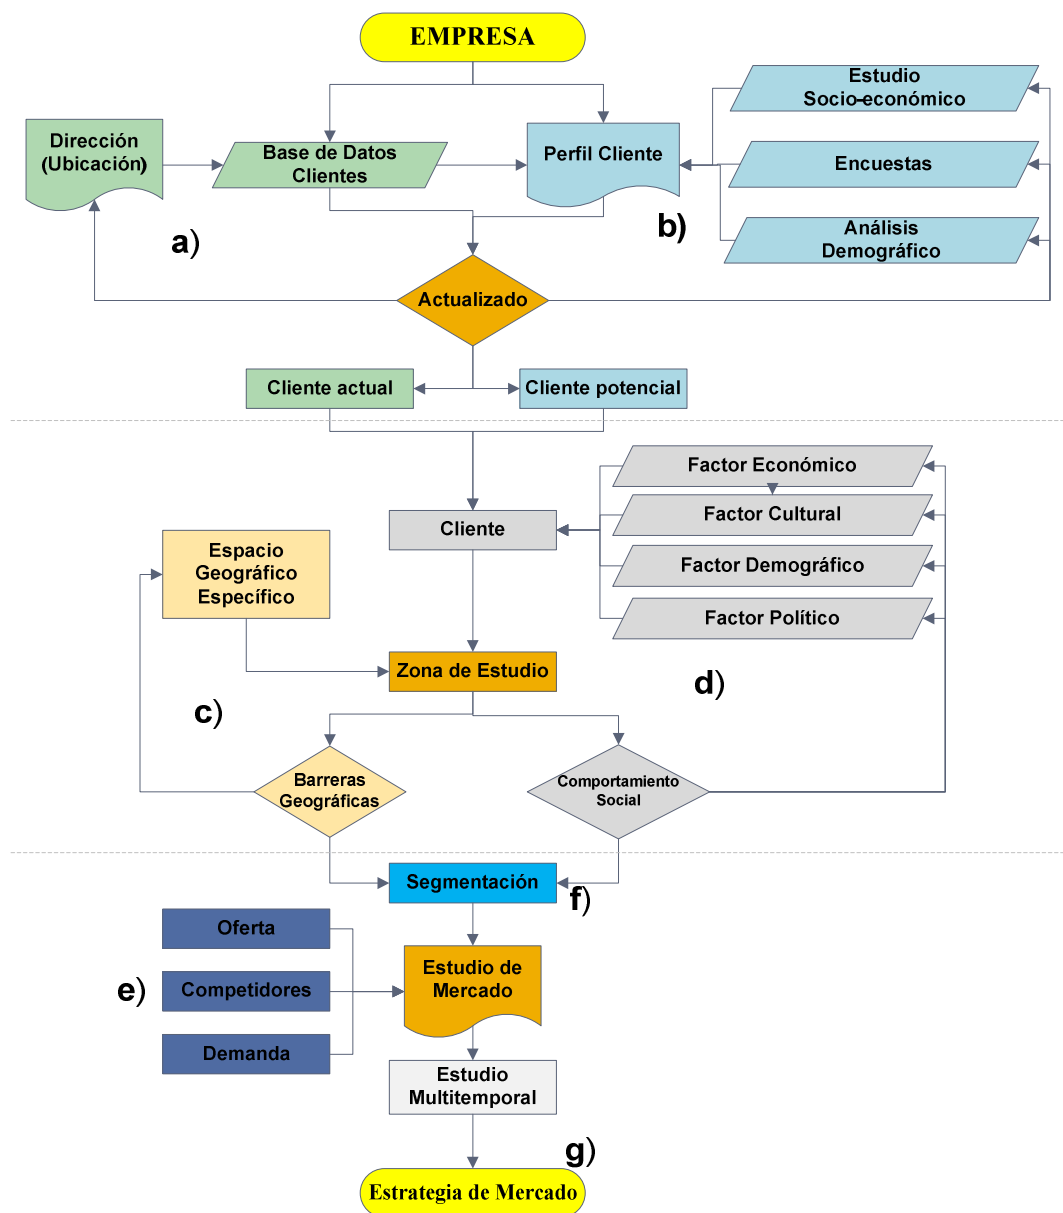 EMPRESA
Estudio
Socio-económico
Dirección
(Ubicación)
Base de Datos
Clientes
Perfil Cliente
Encuestas
a)
b)
Análisis
Demográfico
Actualizado
Cliente actual
Cliente potencial
Factor Económico
Factor Cultural
Cliente
Espacio
Geográfico
Específico
Factor Demográfico
Factor Político
Zona de Estudio
d)
c)
Barreras
Geográficas
Comportamiento
Social
Segmentación
f)
Oferta
Estudio de
Mercado
e)
Competidores
Demanda
Estudio
Multitemporal
g)
Estrategia de Mercado